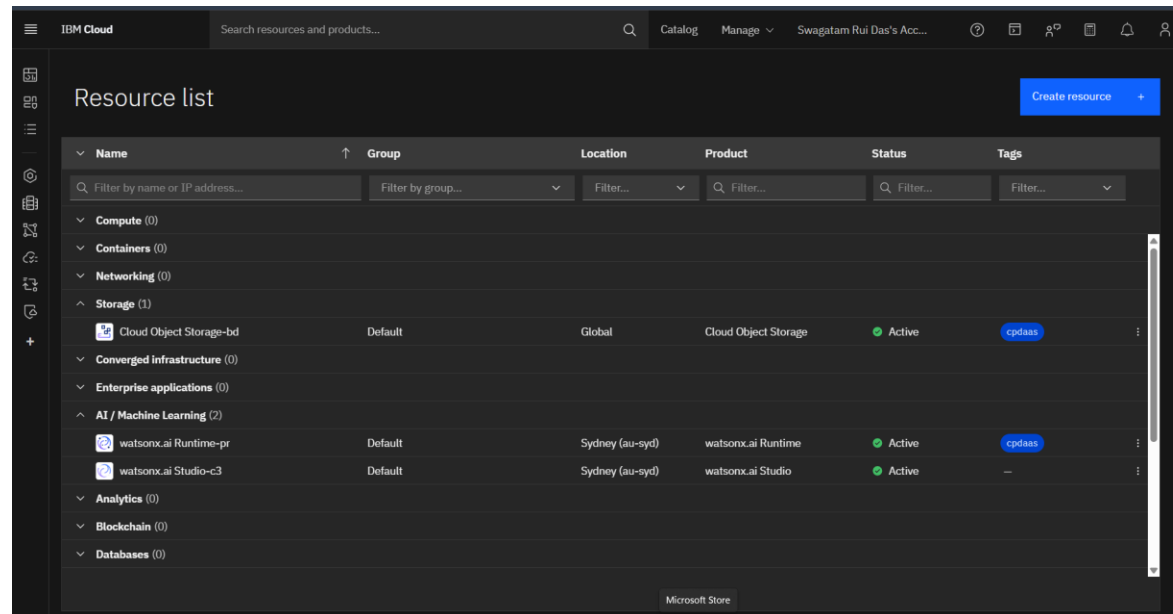 IBM Cloud Search resources and products... Catalog Manage Swagatam Rui Das's Acc...
Resource list
Create resource +
Name Group Location Product Status Tags
Filter by name or IP address... Filter by group... Filter... Filter... Filter... Filter...
Compute (0)
Containers (0)
Networking (0)
Storage (1)
Cloud Object Storage-bd Default Global Cloud Object Storage Active cpdaas
Converged infrastructure (0)
Enterprise applications (0)
AI / Machine Learning (2)
watsonx.ai Runtime-pr Default Sydney (au-syd) watsonx.ai Runtime Active cpdaas
watsonx.ai Studio-c3 Default Sydney (au-syd) watsonx.ai Studio Active –
Analytics (0)
Blockchain (0)
Databases (0)
Microsoft Store